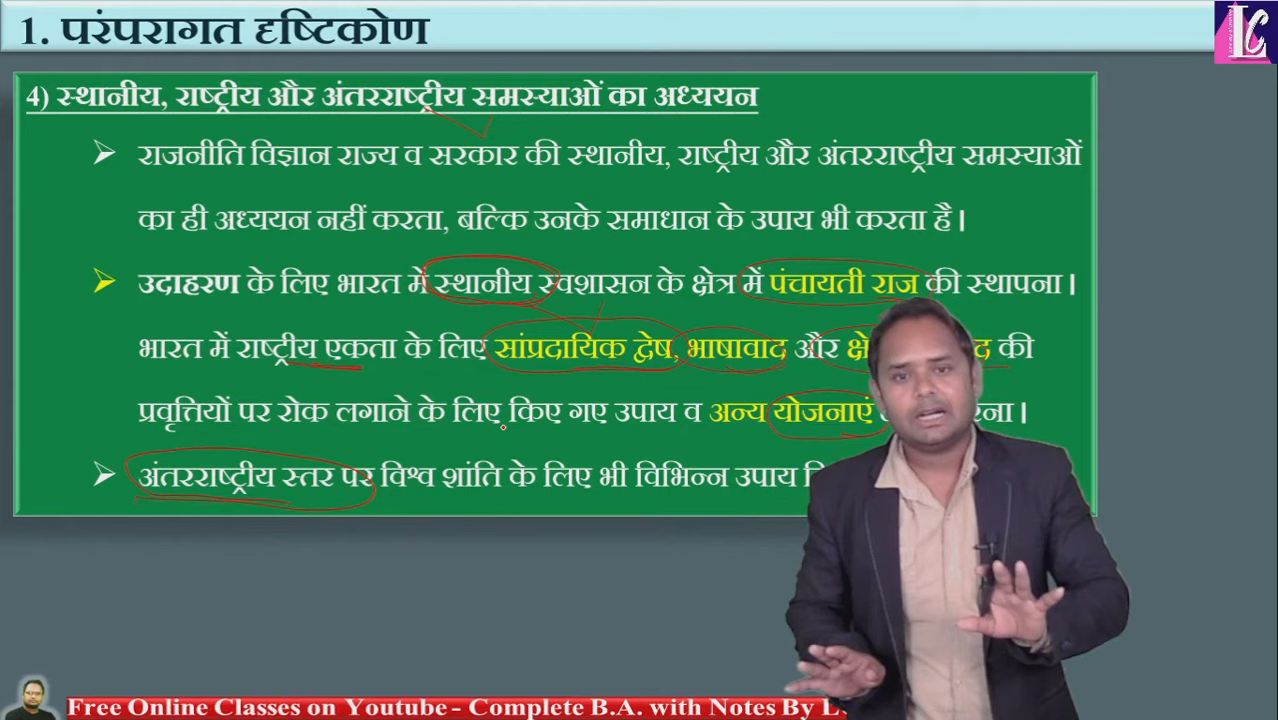 1. परंपरागत दृष्टिकोण
LC
4) स्थानीय, राष्ट्रीय और अंतरराष्ट्रीय समस्याओं का अध्ययन
राजनीति विज्ञान राज्य व सरकार की स्थानीय, राष्ट्रीय और अंतरराष्ट्रीय समस्याओं
का ही अध्ययन नहीं करता, बल्कि उनके समाधान के उपाय भी करता है।
उदाहरण के लिए भारत में स्थानीय स्वशासन के क्षेत्र में पंचायती राज की स्थापना।
भारत में राष्ट्रीय एकता के लिए सांप्रदायिक द्वेष, भाषावाद और की
प्रवृत्तियों पर रोक लगाने के लिए किए गए उपाय व अन्य योजनाएं
अंतरराष्ट्रीय स्तर पर विश्व शांति के लिए भी विभिन्न उपाय
Free Online Classes on Youtube - Complete B.A. with Notes By